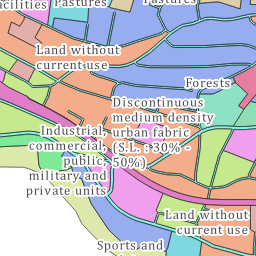 Pastures
Land without
current use
Forests
Discontinuous
medium density
urban fabric
(S.L. : 30% -
50%)
Industrial,
commercial,
public,
military and
private units
Land without
current use
Sports and